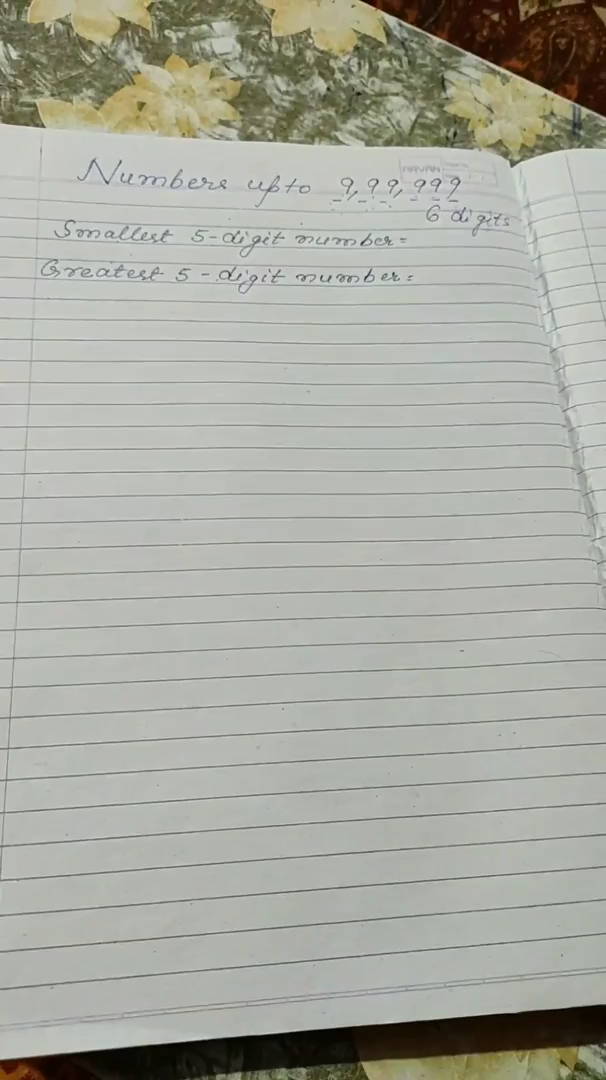 Numbers upto 9,99,999
6 digits
Smallest 5-digit number=
Greatest 5-digit number=